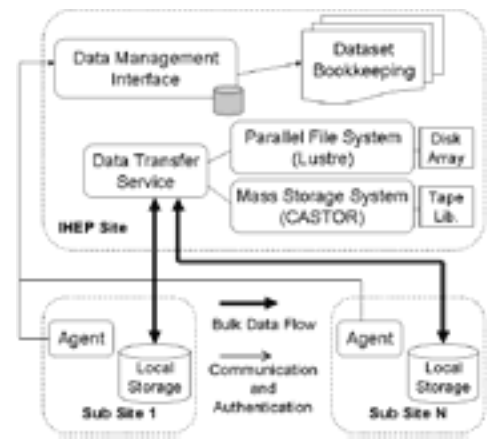 Data Management
Interface
Dataset
Bookkeeping
Data Transfer
Service
Parallel File System
(Lustre)
Disk
Array
Mass Storage System
(CASTOR)
Tape
Lib.
IHEP Site
Agent
Local
Storage
Sub Site 1
Bulk Data Flow
Communication
and
Authentication
Agent
Local
Storage
Sub Site N